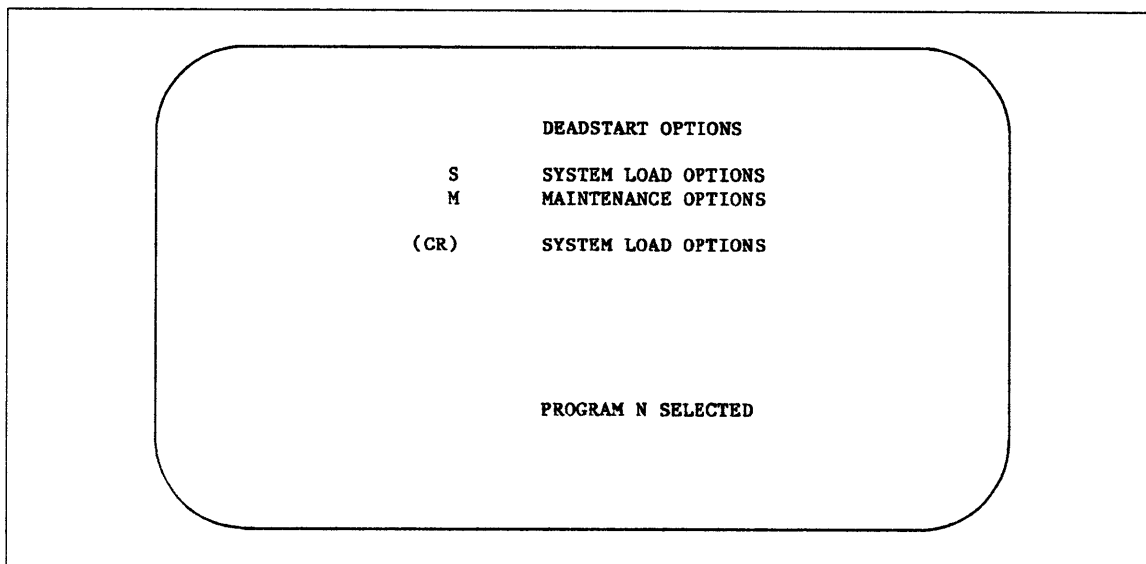 DEADSTART OPTIONS
S SYSTEM LOAD OPTIONS
M MAINTENANCE OPTIONS
(CR) SYSTEM LOAD OPTIONS
PROGRAM N SELECTED